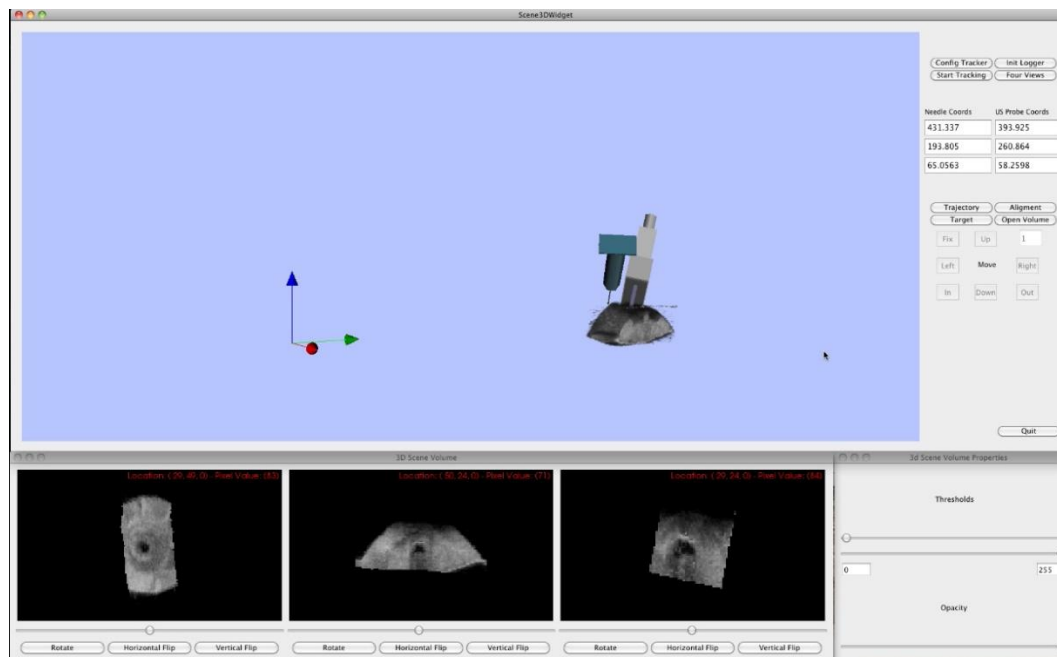 Scene3DWidget
Config Tracker Init Logger
Start Tracking Four Views
Needle Coords US Probe Coords
431.337 393.925
193.805 260.864
65.0563 58.2598
Trajectory Aligment
Target Open Volume
Fix Up 1
Left Move Right
In Down Out
Quit
3D Scene Volume
3d Scene Volume Properties
Location: ( 29, 49, 0) - Pixel Value: (53)
Location: ( 50, 24, 0) - Pixel Value: (71)
Location: ( 29, 24, 0) - Pixel Value: (84)
Thresholds
0 255
Opacity
Rotate Horizontal Flip Vertical Flip
Rotate Horizontal Flip Vertical Flip
Rotate Horizontal Flip Vertical Flip